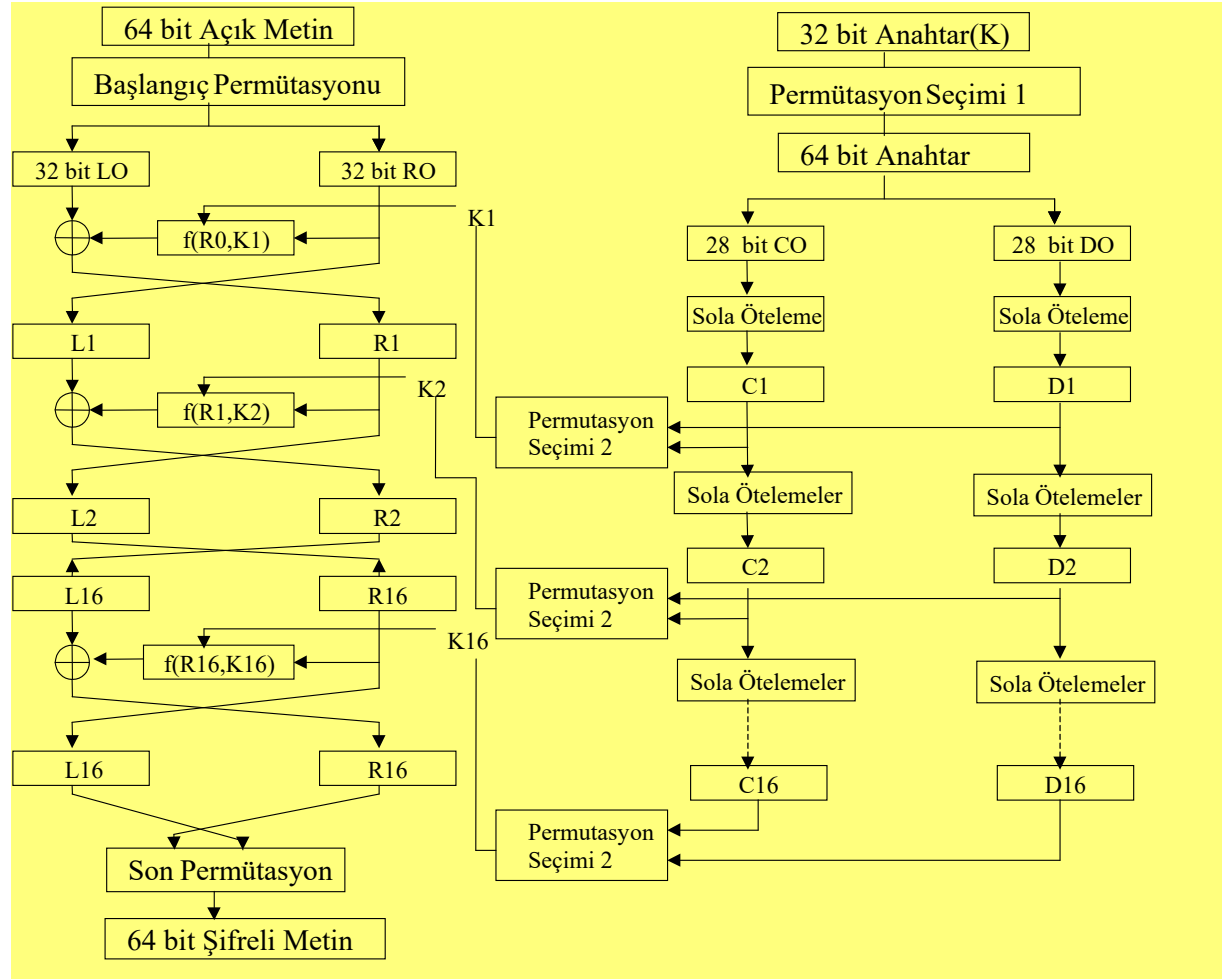 64 bit Açık Metin
Başlangıç Permütasyonu
32 bit LO
32 bit RO
f(R0,K1)
K1
L1
R1
f(R1,K2)
K2
L2
R2
L16
R16
f(R16,K16)
K16
L16
R16
Son Permütasyon
64 bit Şifreli Metin
32 bit Anahtar(K)
Permütasyon Seçimi 1
64 bit Anahtar
28 bit CO
28 bit DO
Sola Öteleme
Sola Öteleme
C1
D1
Permutasyon
Seçimi 2
Sola Ötelemeler
Sola Ötelemeler
C2
D2
Permutasyon
Seçimi 2
Sola Ötelemeler
Sola Ötelemeler
C16
D16
Permutasyon
Seçimi 2